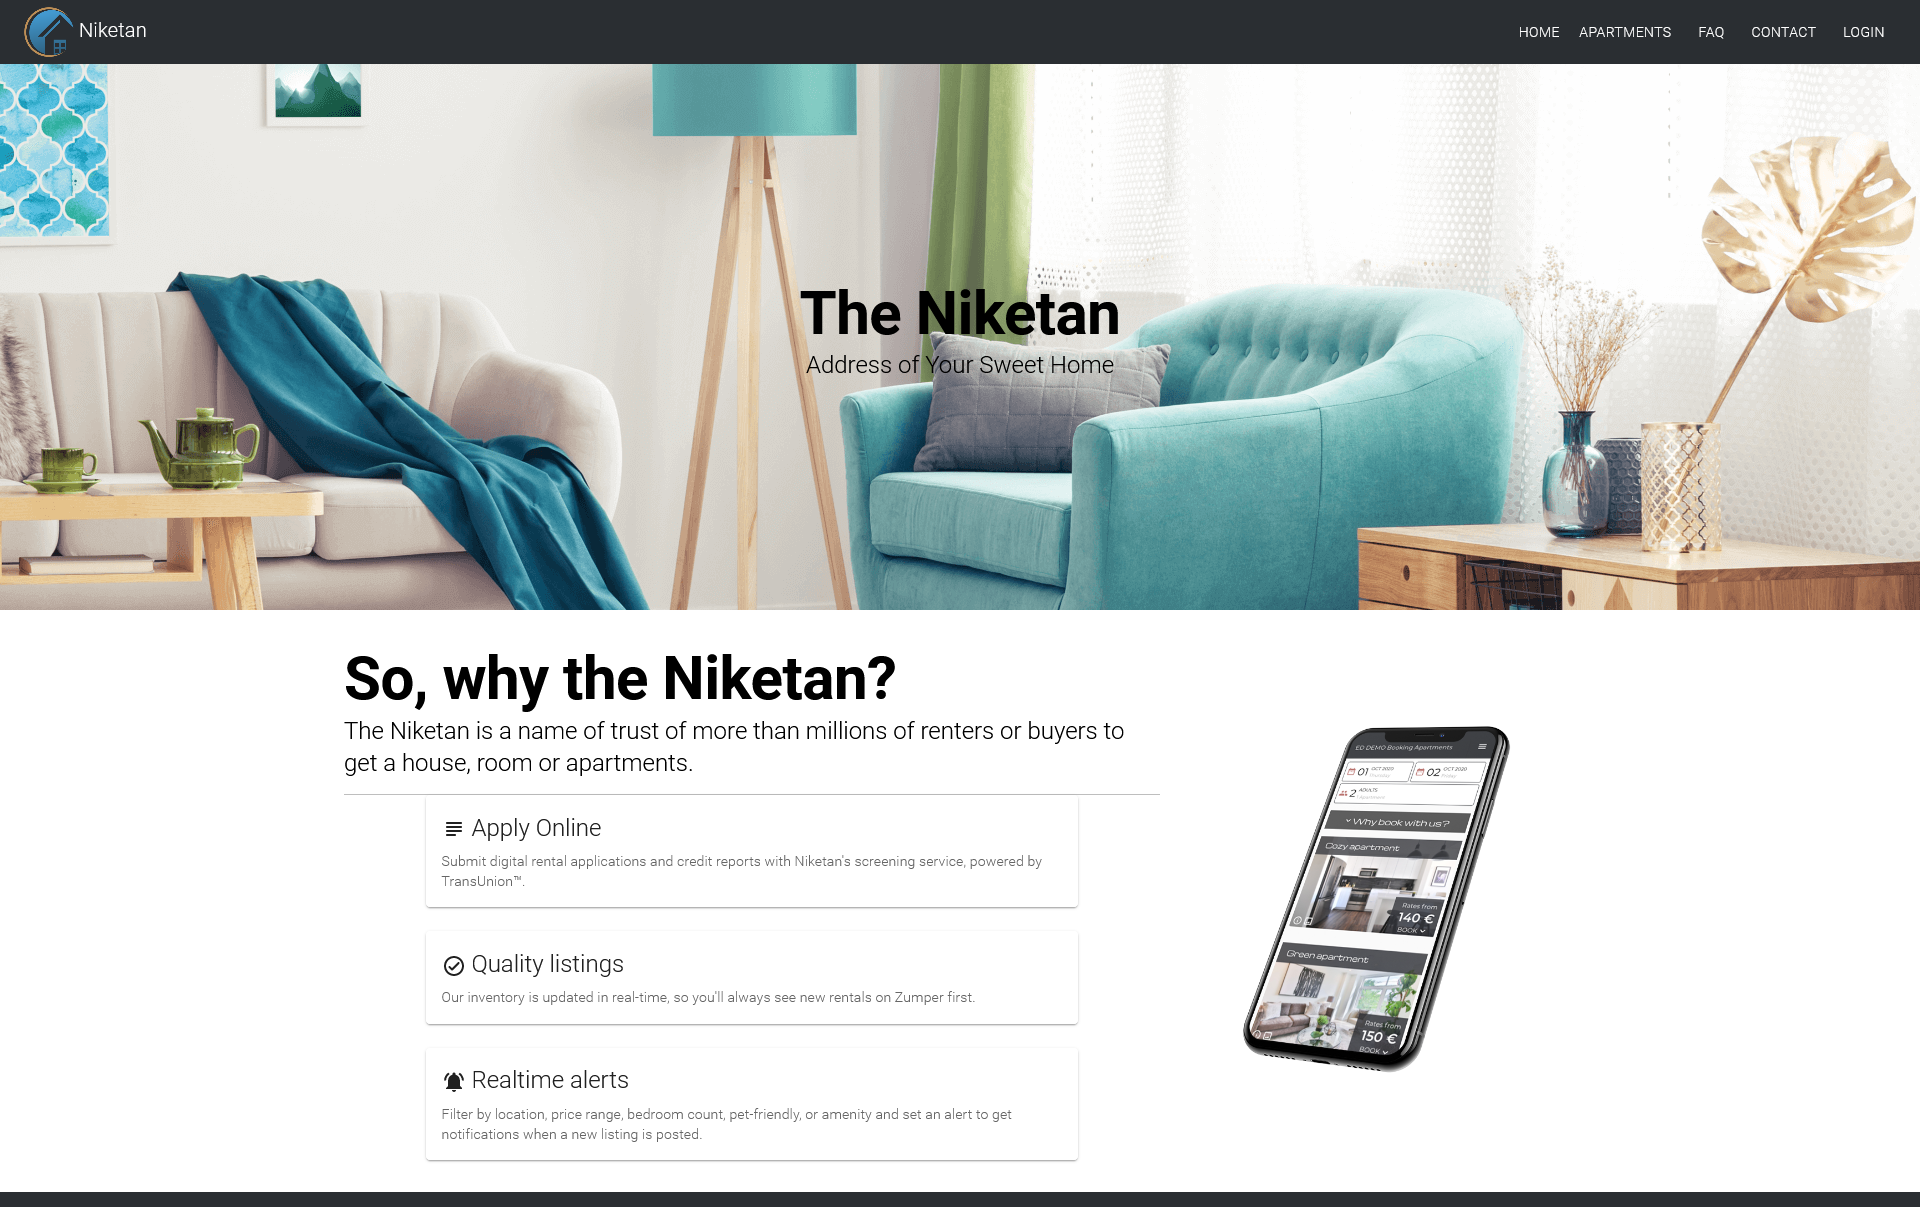 Niketan
HOME APARTMENTS FAQ CONTACT LOGIN
The Niketan
Address of Your Sweet Home
So, why the Niketan?
The Niketan is a name of trust of more than millions of renters or buyers to
get a house, room or apartments.
Apply Online
Submit digital rental applications and credit reports with Niketan's screening service, powered by
TransUnion™.
Quality listings
Our inventory is updated in real-time, so you'll always see new rentals on Zumper first.
Realtime alerts
Filter by location, price range, bedroom count, pet-friendly, or amenity and set an alert to get
notifications when a new listing is posted.
ED DEMO Booking Apartments
01 OCT 2020
02 OCT 2020
2 ADULTS
Why book with us?
Cozy apartment
Rates from
140 €
BOOK
Green apartment
Rates from
150 €
BOOK